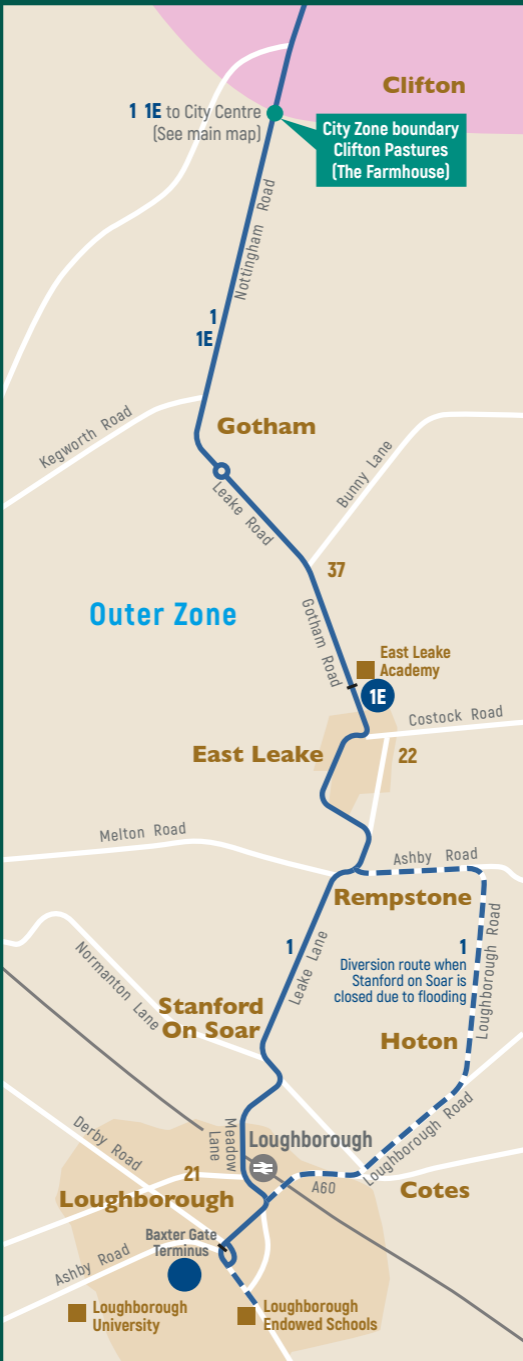 Clifton
1 1E to City Centre
(See main map)
City Zone boundary
Clifton Pastures
(The Farmhouse)
Nottingham Road
1
1E
Kegworth Road
Gotham
Leake Road
Bunny Lane
37
Outer Zone
Gotham Road
East Leake
Academy
1E
Costock Road
East Leake
22
Melton Road
Ashby Road
Rempstone
Leake Lane
1
1
Diversion route when
Stanford on Soar is
closed due to flooding
Loughborough Road
Normanton Lane
Stanford
On Soar
Hoton
Derby Road
Meadow
Lane
Loughborough
Loughborough Road
21
A60
Cotes
Loughborough
Baxter Gate
Terminus
Ashby Road
Loughborough
University
Loughborough
Endowed Schools